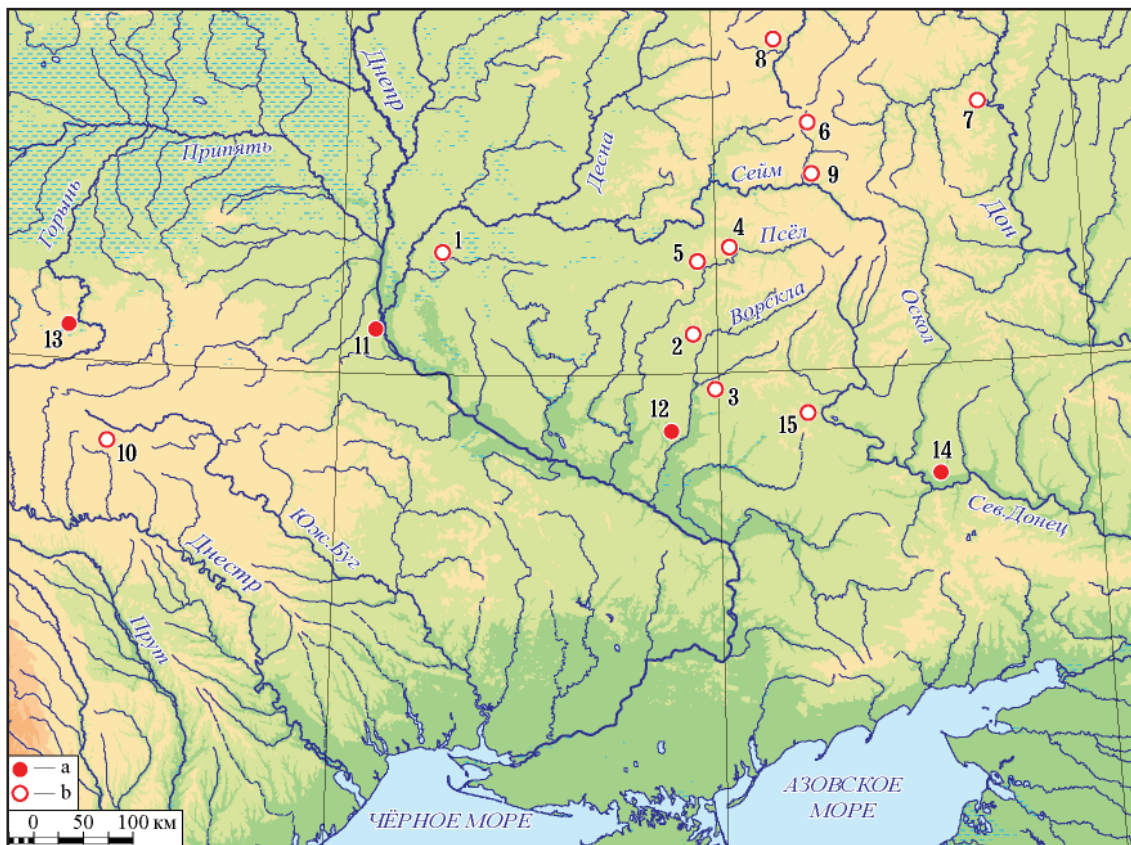 Днепр
8
7
6
Десна
Припять
Сейм
9
Горынь
Дон
1
4
Псёл
5
Оскол
Ворскла
13
11
2
3
12
15
10
14
Сев.Донец
Юж.Буг
Днестр
Прут
a
b
АЗОВСКОЕ
МОРЕ
ЧЁРНОЕ МОРЕ
0 50 100 км